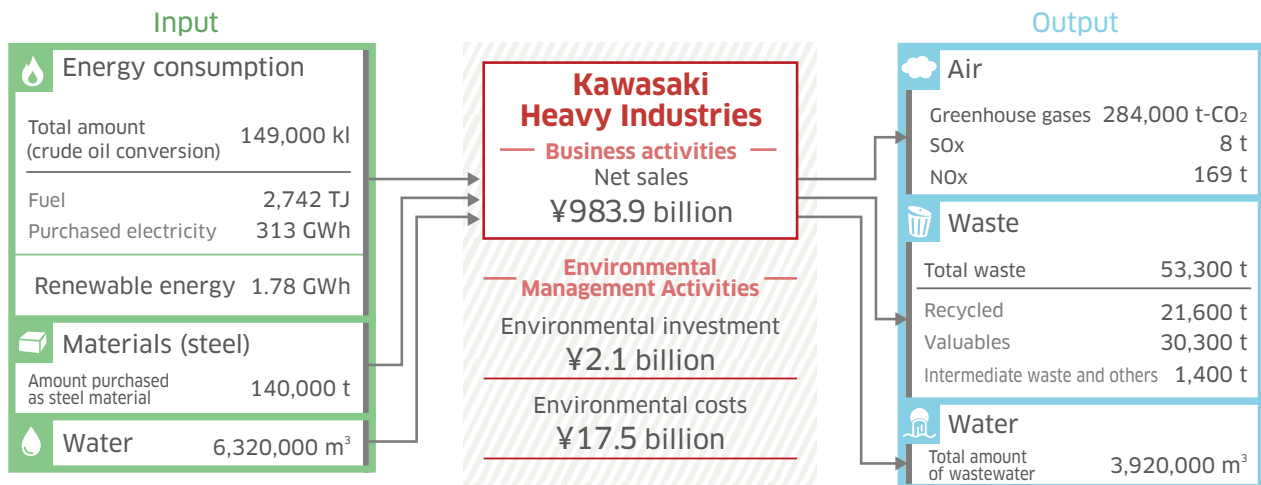 Input
Energy consumption
Total amount
(crude oil conversion) 149,000 kl
Fuel 2,742 TJ
Purchased electricity 313 GWh
Renewable energy 1.78 GWh
Materials (steel)
Amount purchased
as steel material 140,000 t
Water 6,320,000 m³
Kawasaki
Heavy Industries
Business activities
Net sales
¥983.9 billion
Environmental
Management Activities
Environmental investment
¥2.1 billion
Environmental costs
¥17.5 billion
Output
Air
Greenhouse gases 284,000 t-CO₂
SOx 8 t
NOx 169 t
Waste
Total waste 53,300 t
Recycled 21,600 t
Valuables 30,300 t
Intermediate waste and others 1,400 t
Water
Total amount
of wastewater 3,920,000 m³